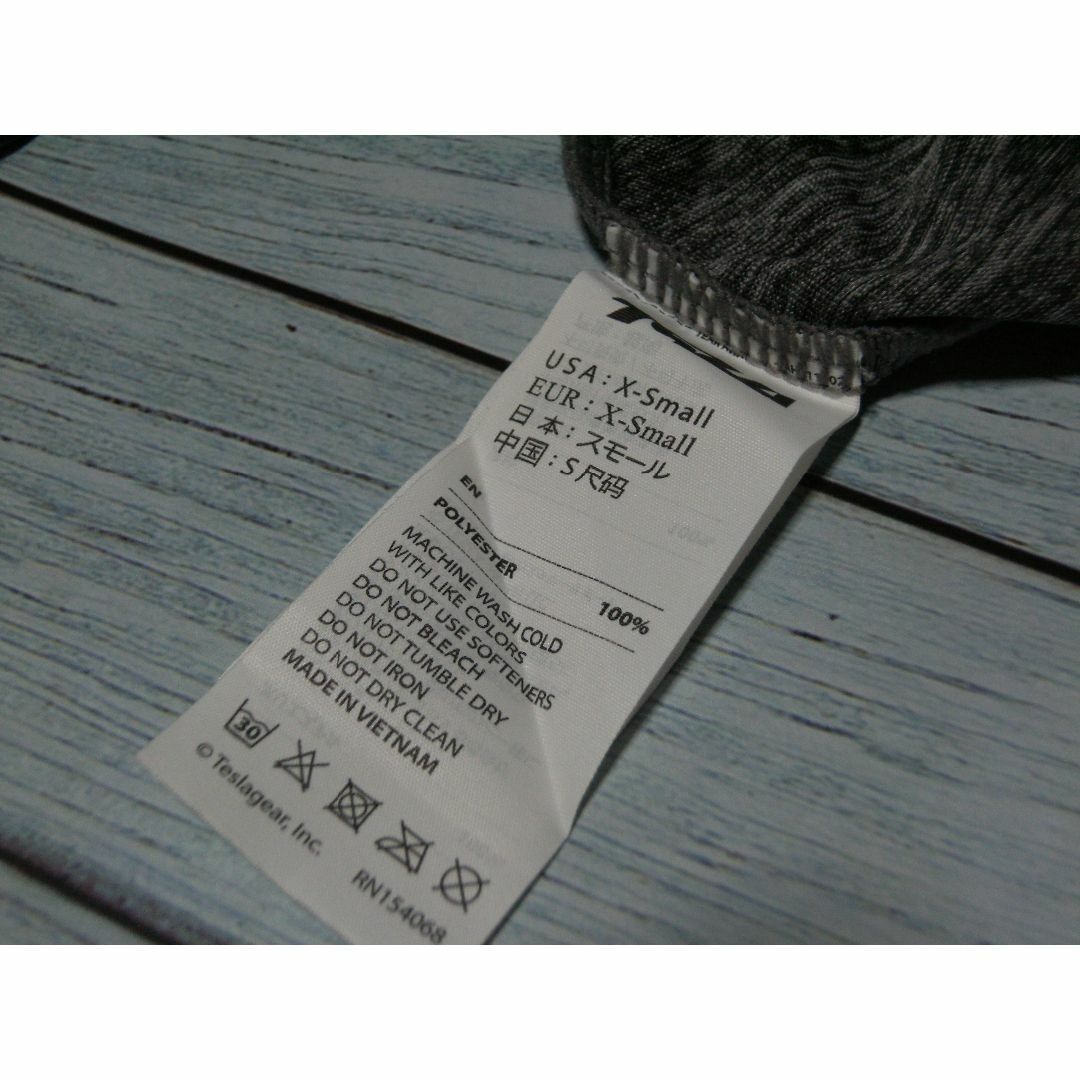 USA : X-Small
EUR : X-Small
日本 : スモール
中国 : S 尺码
EN
POLYESTER 100%
MACHINE WASH COLD
WITH LIKE COLORS
DO NOT USE SOFTENERS
DO NOT BLEACH
DO NOT TUMBLE DRY
DO NOT IRON
DO NOT DRY CLEAN
MADE IN VIETNAM
30
© Teslagear, Inc.
RN154068